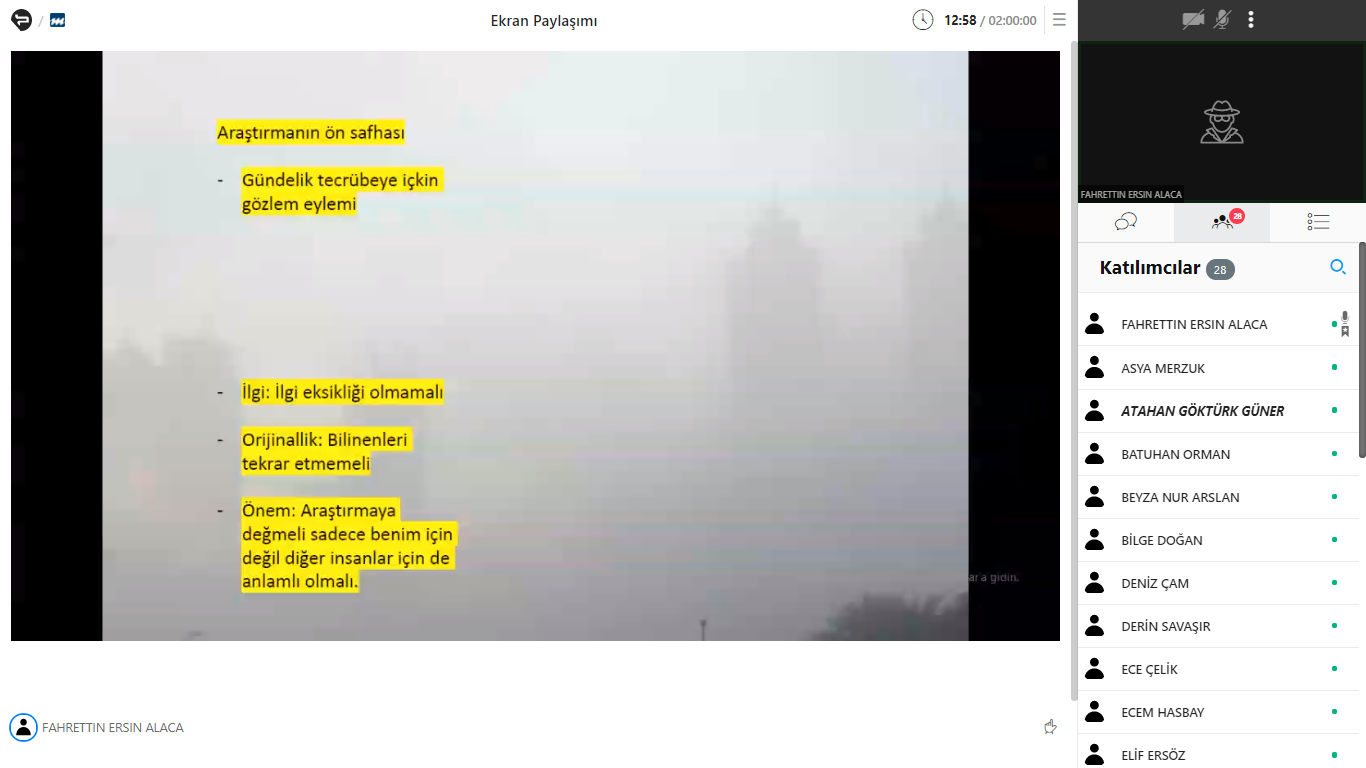 Ekran Paylaşımı
12:58 / 02:00:00
Araştırmanın ön safhası
- Gündelik tecrübeye içkin
gözlem eylemi
- İlgi: İlgi eksikliği olmamalı
- Orijinallik: Bilinenleri
tekrar etmemeli
- Önem: Araştırmaya
değmeli sadece benim için
değil diğer insanlar için de
anlamlı olmalı.
ar'a gidin.
FAHRETTIN ERSIN ALACA
FAHRETTIN ERSIN ALACA
28
Katılımcılar 28
FAHRETTIN ERSIN ALACA
ASYA MERZUK
ATAHAN GÖKTÜRK GÜNER
BATUHAN ORMAN
BEYZA NUR ARSLAN
BİLGE DOĞAN
DENİZ ÇAM
DERİN SAVAŞIR
ECE ÇELİK
ECEM HASBAY
ELİF ERSÖZ